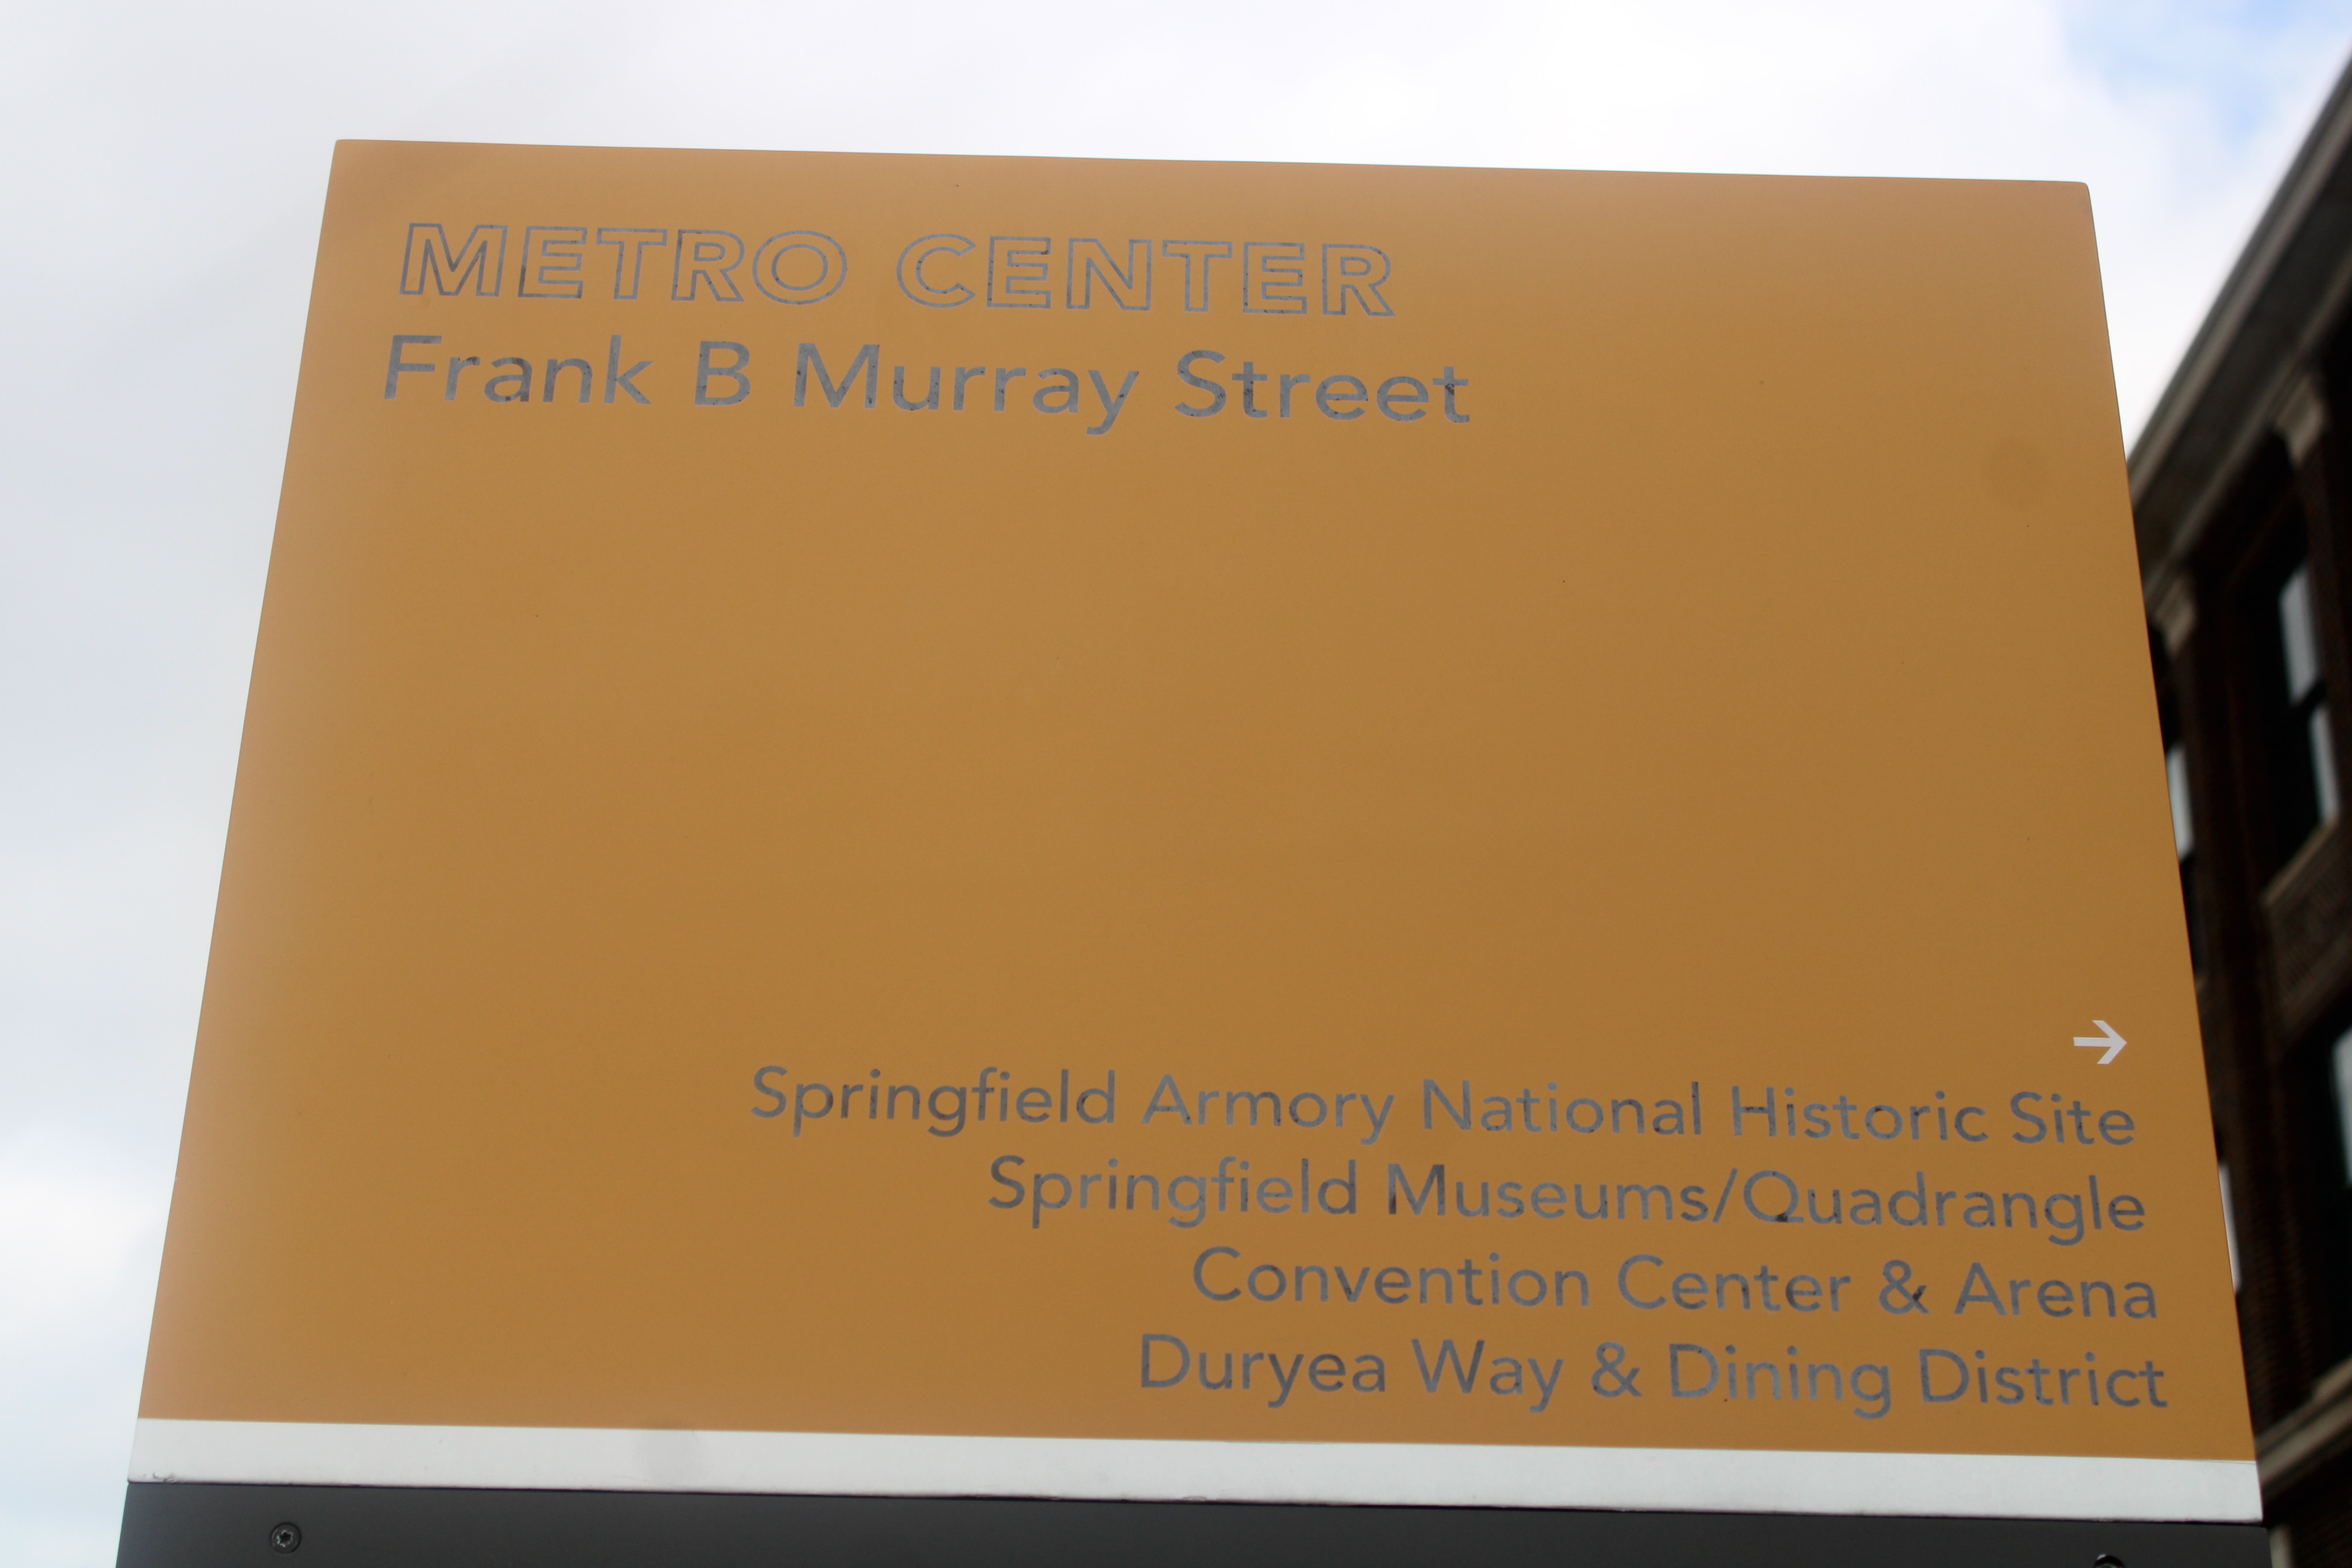 METRO CENTER
Frank B Murray Street
→
Springfield Armory National Historic Site
Springfield Museums/Quadrangle
Convention Center & Arena
Duryea Way & Dining District